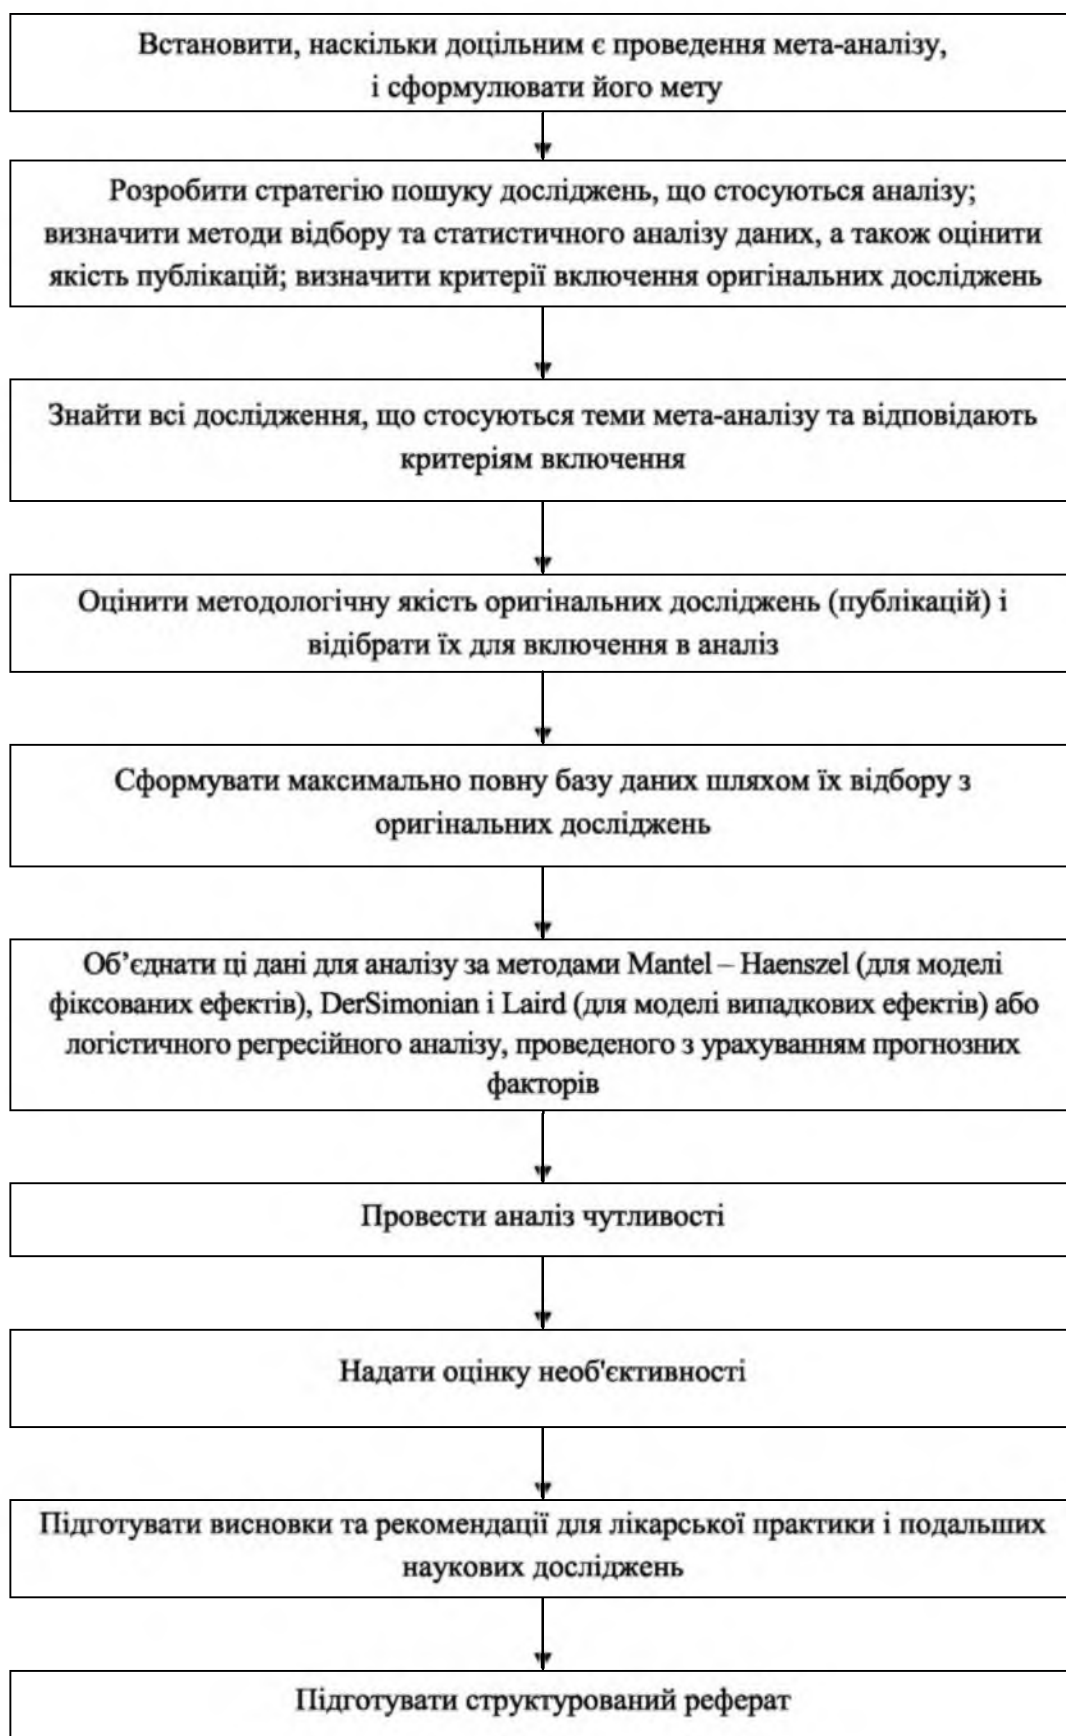 Встановити, наскільки доцільним є проведення мета-аналізу,
і сформулювати його мету
Розробити стратегію пошуку досліджень, що стосуються аналізу;
визначити методи відбору та статистичного аналізу даних, а також оцінити
якість публікацій; визначити критерії включення оригінальних досліджень
Знайти всі дослідження, що стосуються теми мета-аналізу та відповідають
критеріям включення
Оцінити методологічну якість оригінальних досліджень (публікацій) і
відібрати їх для включення в аналіз
Сформувати максимально повну базу даних шляхом їх відбору з
оригінальних досліджень
Об’єднати ці дані для аналізу за методами Mantel – Haenszel (для моделі
фіксованих ефектів), DerSimonian і Laird (для моделі випадкових ефектів) або
логістичного регресійного аналізу, проведеного з урахуванням прогнозних
факторів
Провести аналіз чутливості
Надати оцінку необ'єктивності
Підготувати висновки та рекомендації для лікарської практики і подальших
наукових досліджень
Підготувати структурований реферат